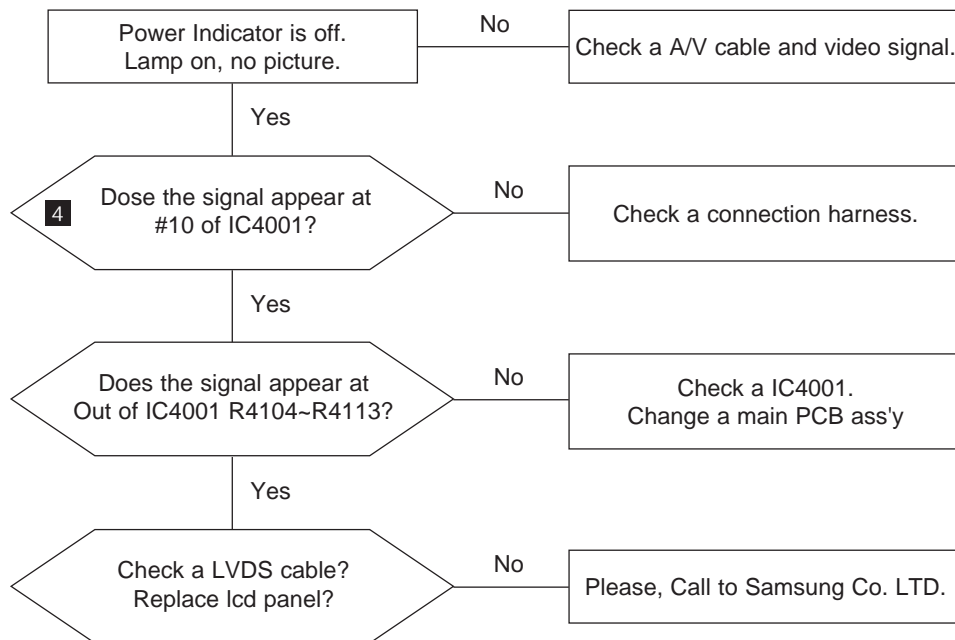 Power Indicator is off.
Lamp on, no picture.
No
Check a A/V cable and video signal.
Yes
4
Dose the signal appear at
#10 of IC4001?
No
Check a connection harness.
Yes
Does the signal appear at
Out of IC4001 R4104~R4113?
No
Check a IC4001.
Change a main PCB ass'y
Yes
Check a LVDS cable?
Replace lcd panel?
No
Please, Call to Samsung Co. LTD.